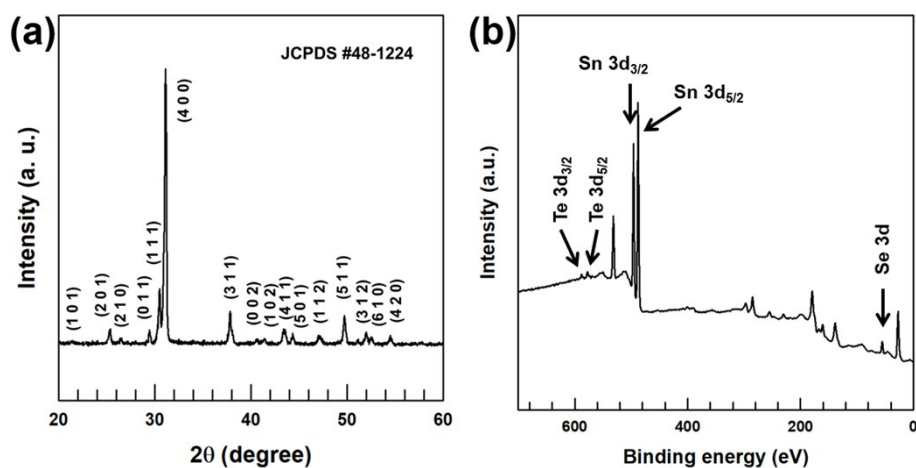 (a)
JCPDS #48-1224
(1 0 1)
(2 0 1)
(2 1 0)
(0 1 1)
(1 1 1)
(4 0 0)
(3 1 1)
(0 0 2)
(1 0 2)
(4 1 1)
(5 0 1)
(1 1 2)
(5 1 1)
(3 1 2)
(6 1 0)
(4 2 0)
Intensity (a. u.)
20 30 40 50 60
2θ (degree)
(b)
Sn 3d3/2
Sn 3d5/2
Te 3d3/2
Te 3d5/2
Se 3d
Intensity (a.u.)
600 400 200 0
Binding energy (eV)